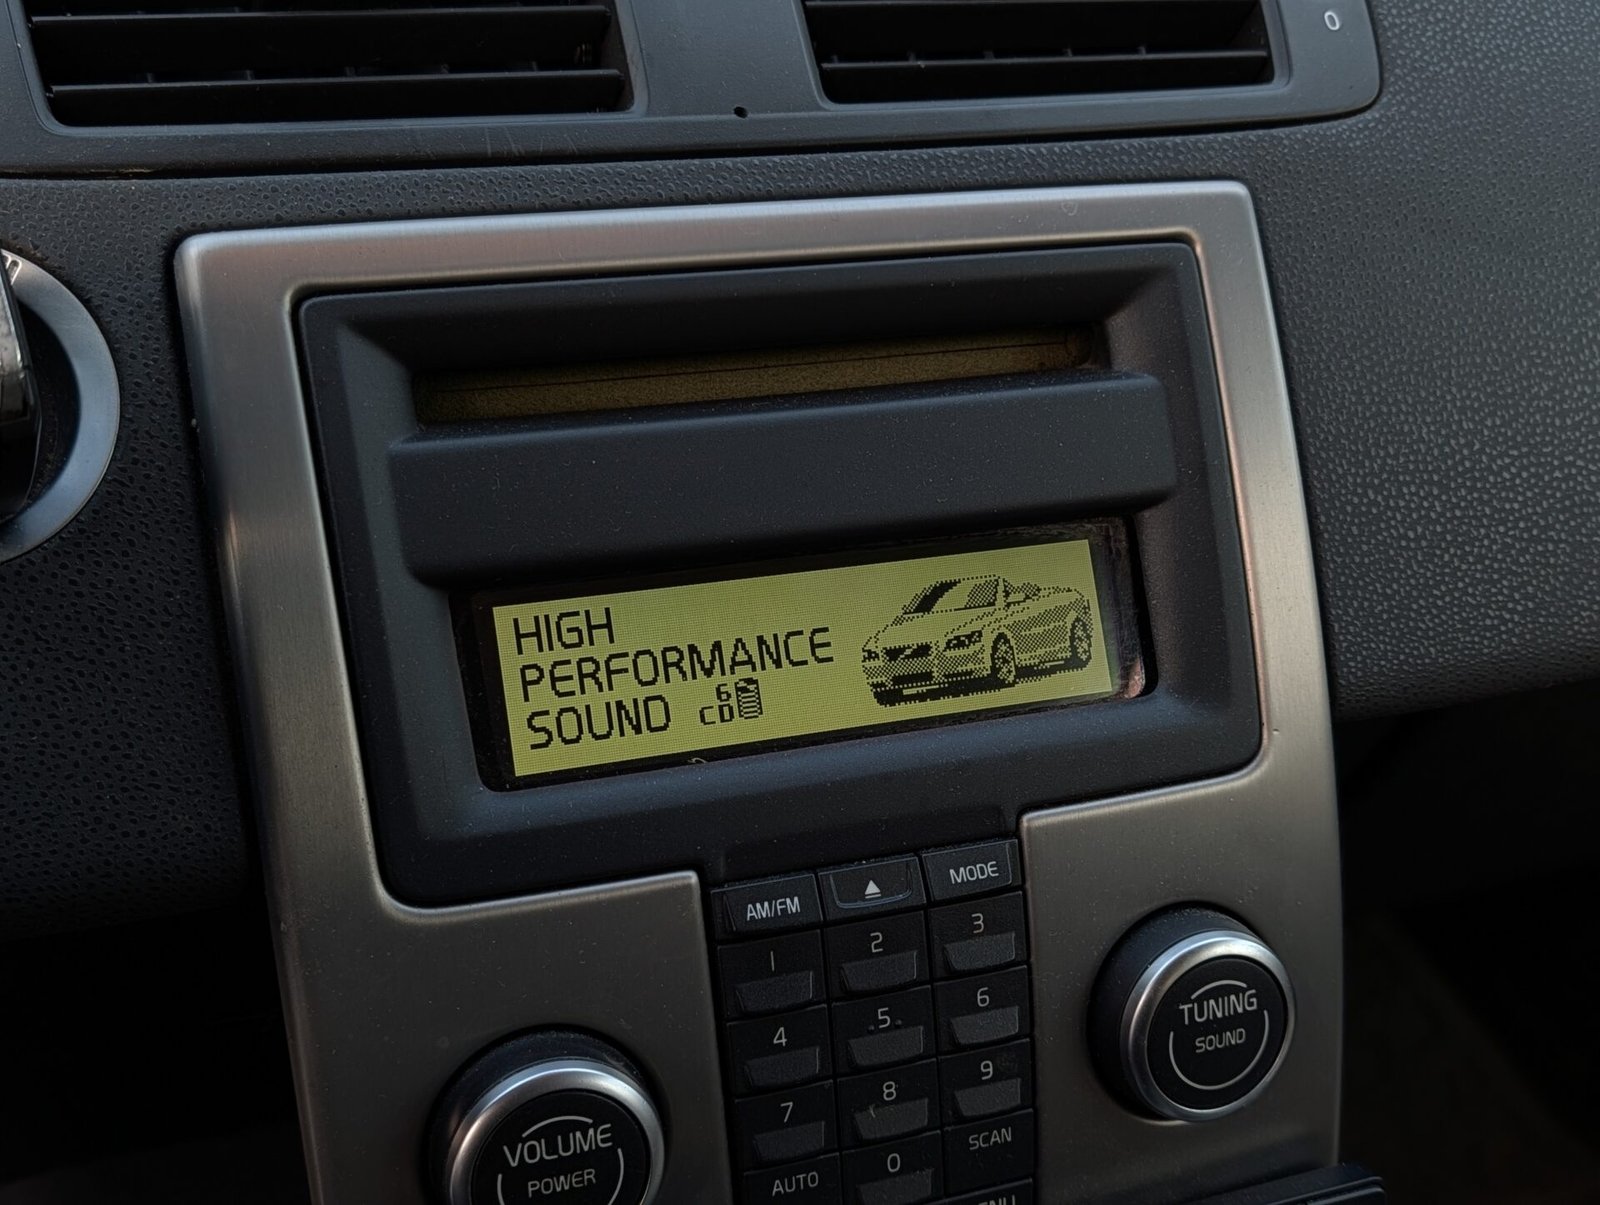 0
HIGH
PERFORMANCE
SOUND
6
CD
AM/FM
MODE
1
2
3
4
5
6
7
8
9
AUTO
0
SCAN
VOLUME
POWER
TUNING
SOUND